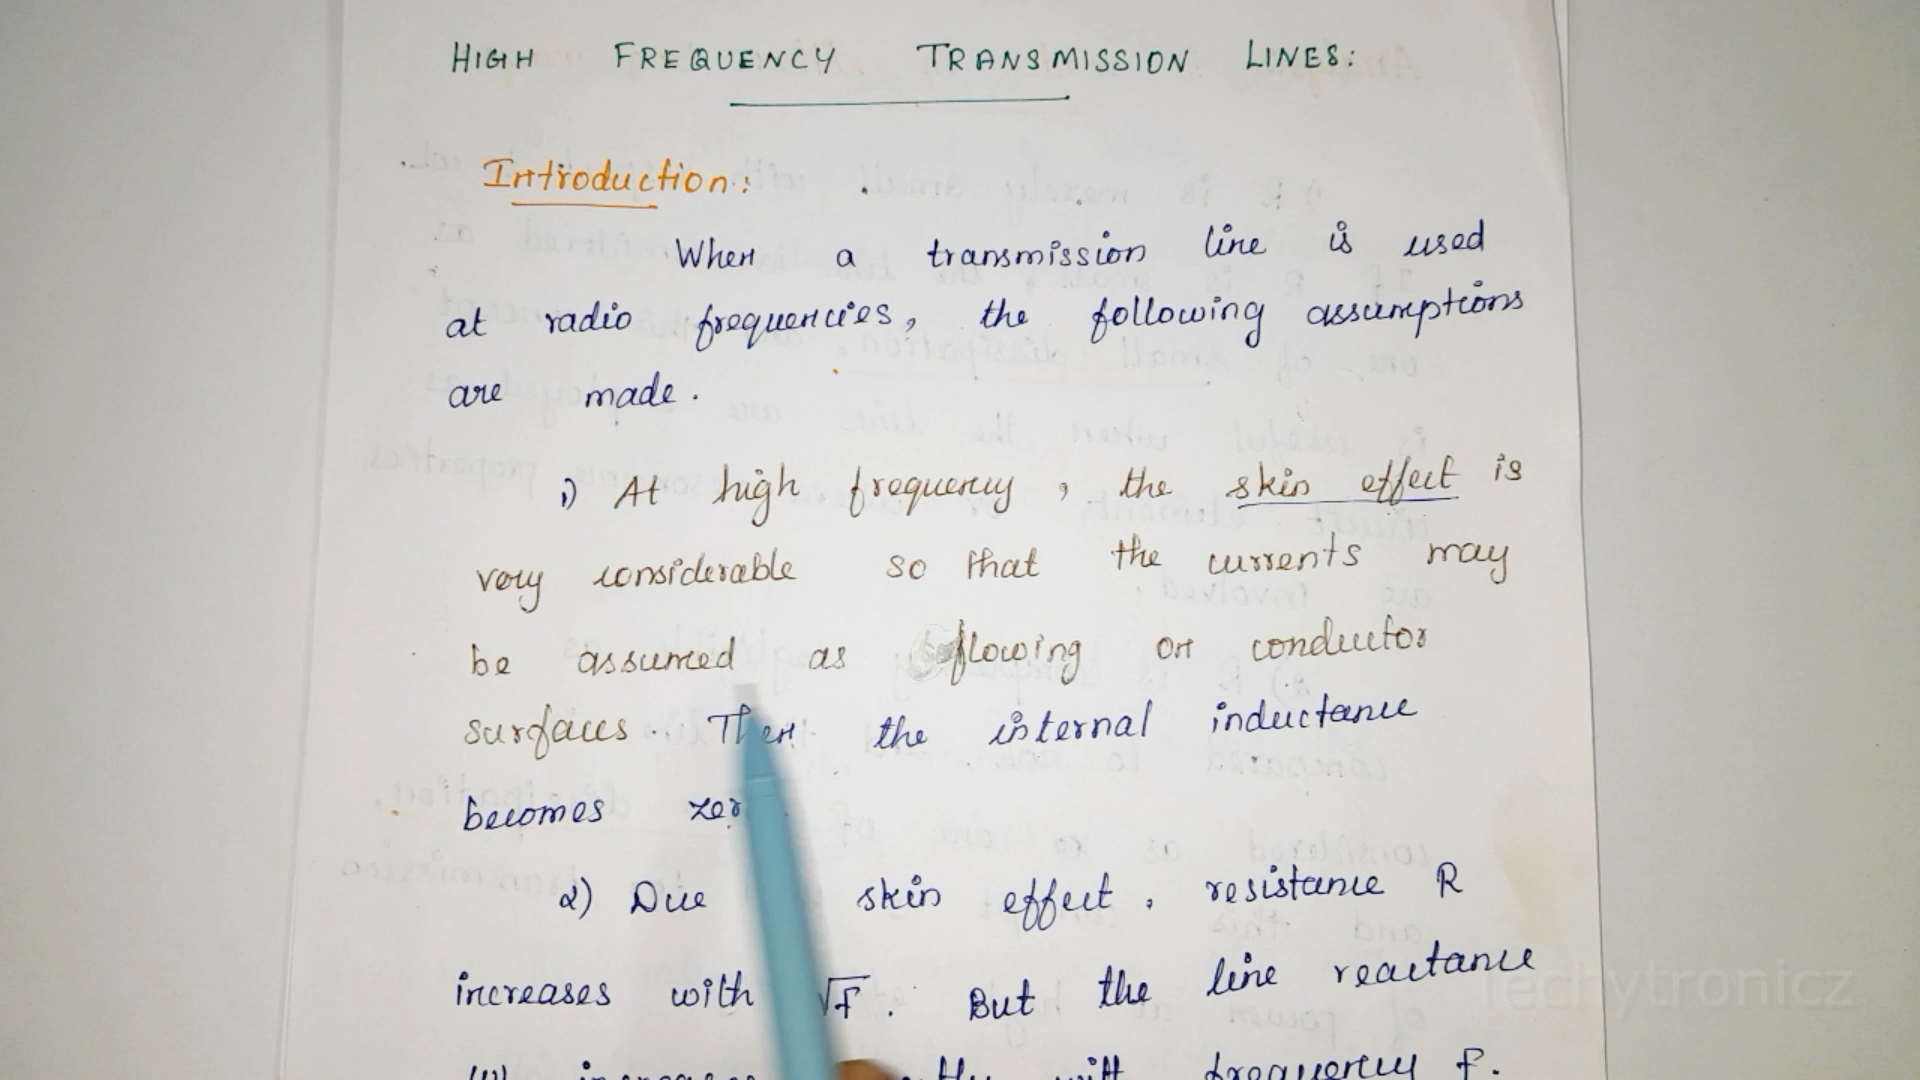 HIGH FREQUENCY TRANSMISSION LINES:
Introduction:
When a transmission line is used
at radio frequencies, the following assumptions
are made.
1) At high frequency, the skin effect is
very considerable so that the currents may
be assumed as flowing on conductor
surfaces. Then the internal inductance
becomes
2) Due skin effect, resistance R
increases with √f. But the line reactance
frequency f.
Techytronicz